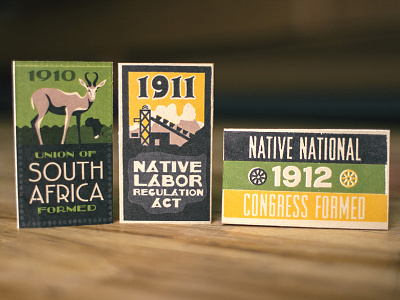 1910
UNION OF
SOUTH
AFRICA
FORMED
1911
NATIVE
LABOR
REGULATION
ACT
NATIVE NATIONAL
1912
CONGRESS FORMED